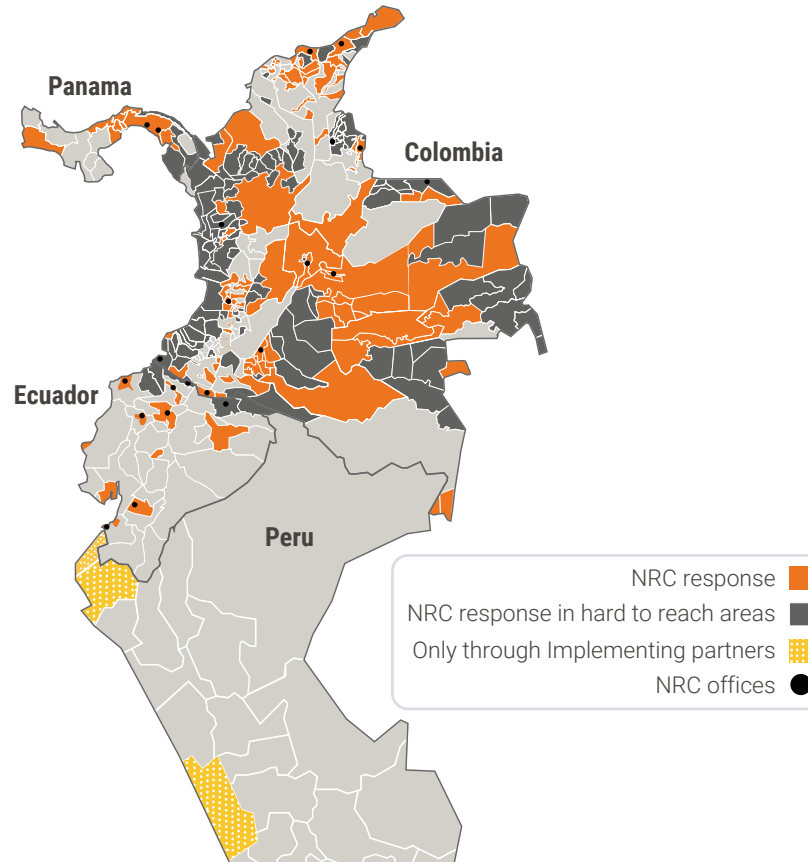 Panama
Colombia
Ecuador
Peru
NRC response
NRC response in hard to reach areas
Only through Implementing partners
NRC offices